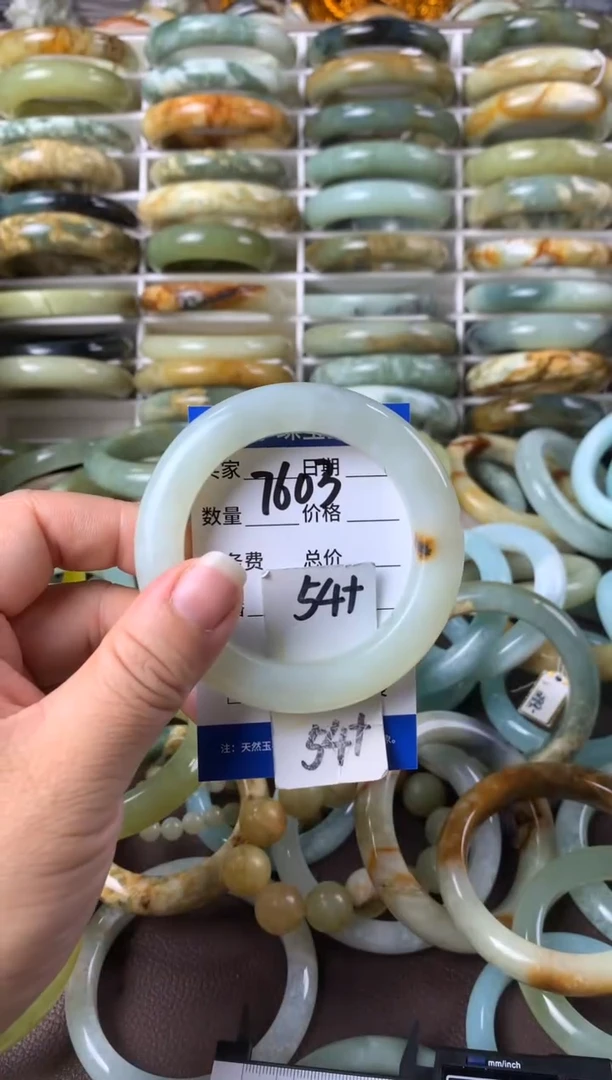 家 日期
7603
数量 价格
条费 总价
54+
注：天然玉
54+
mm/inch